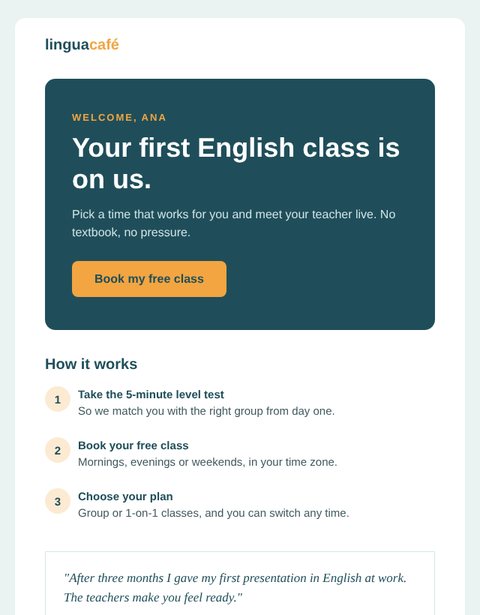 linguacafé
WELCOME, ANA
Your first English class is
on us.
Pick a time that works for you and meet your teacher live. No
textbook, no pressure.
Book my free class
How it works
1
Take the 5-minute level test
So we match you with the right group from day one.
2
Book your free class
Mornings, evenings or weekends, in your time zone.
3
Choose your plan
Group or 1-on-1 classes, and you can switch any time.
"After three months I gave my first presentation in English at work.
The teachers make you feel ready."